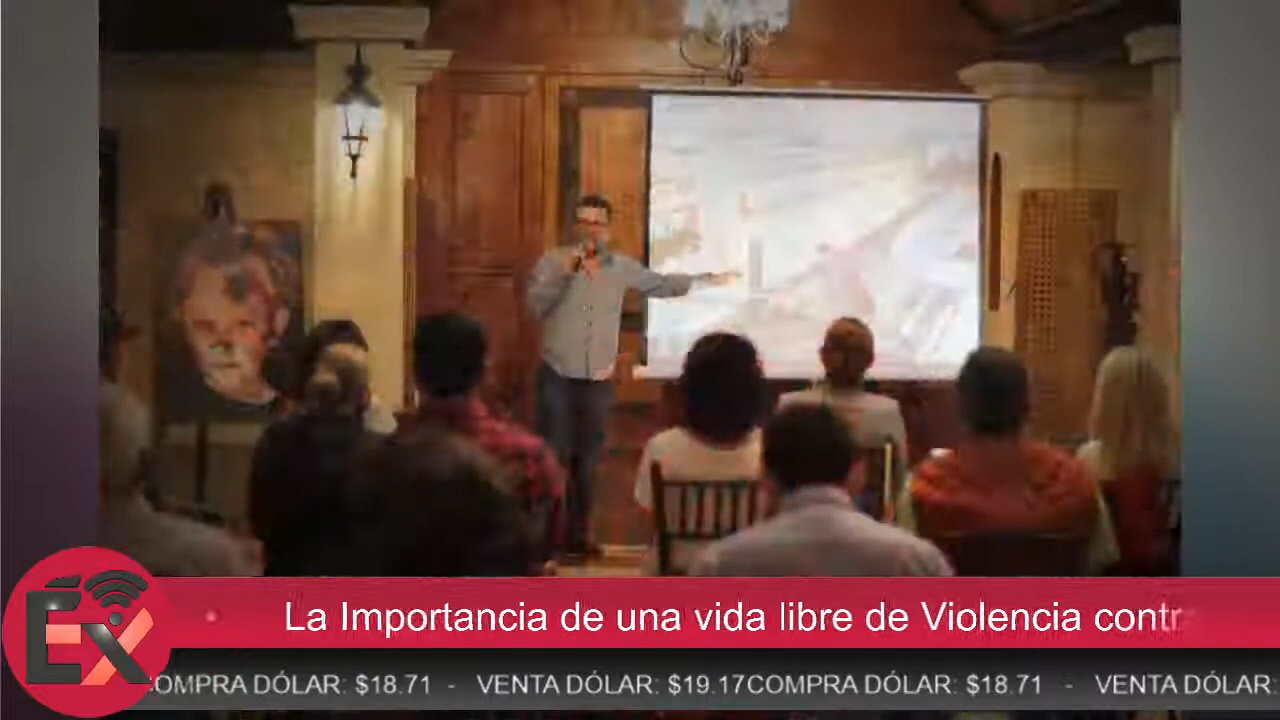 La Importancia de una vida libre de Violencia contr
ÉX
COMPRA DÓLAR: $18.71 - VENTA DÓLAR: $19.17COMPRA DÓLAR: $18.71 - VENTA DÓLAR: